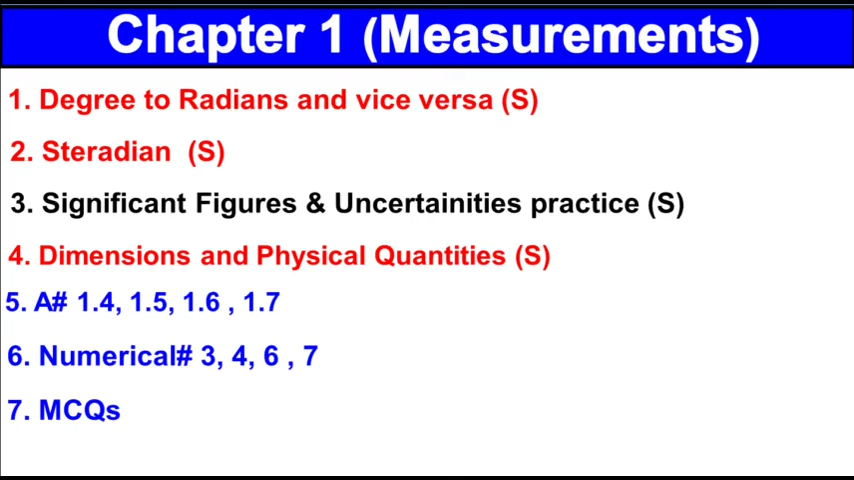 Chapter 1 (Measurements)
1. Degree to Radians and vice versa (S)
2. Steradian (S)
3. Significant Figures & Uncertainities practice (S)
4. Dimensions and Physical Quantities (S)
5. A# 1.4, 1.5, 1.6 , 1.7
6. Numerical# 3, 4, 6 , 7
7. MCQs